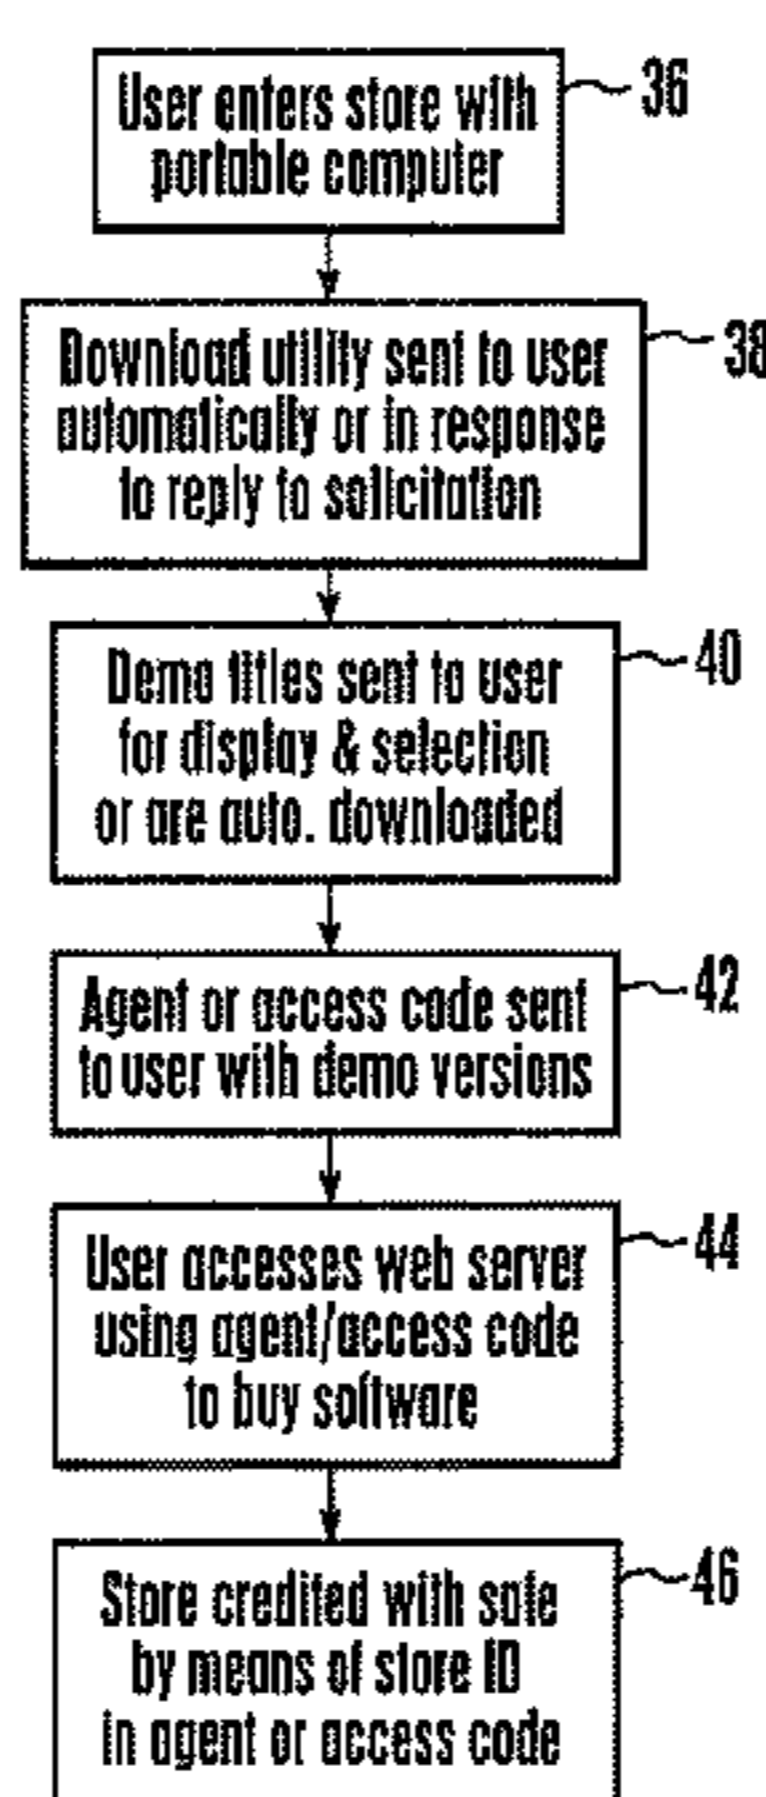 User enters store with
portable computer
36
Download utility sent to user
automatically or in response
to reply to solicitation
38
Demo titles sent to user
for display & selection
or are auto. downloaded
40
Agent or access code sent
to user with demo versions
42
User accesses web server
using agent/access code
to buy software
44
Store credited with sale
by means of store ID
in agent or access code
46